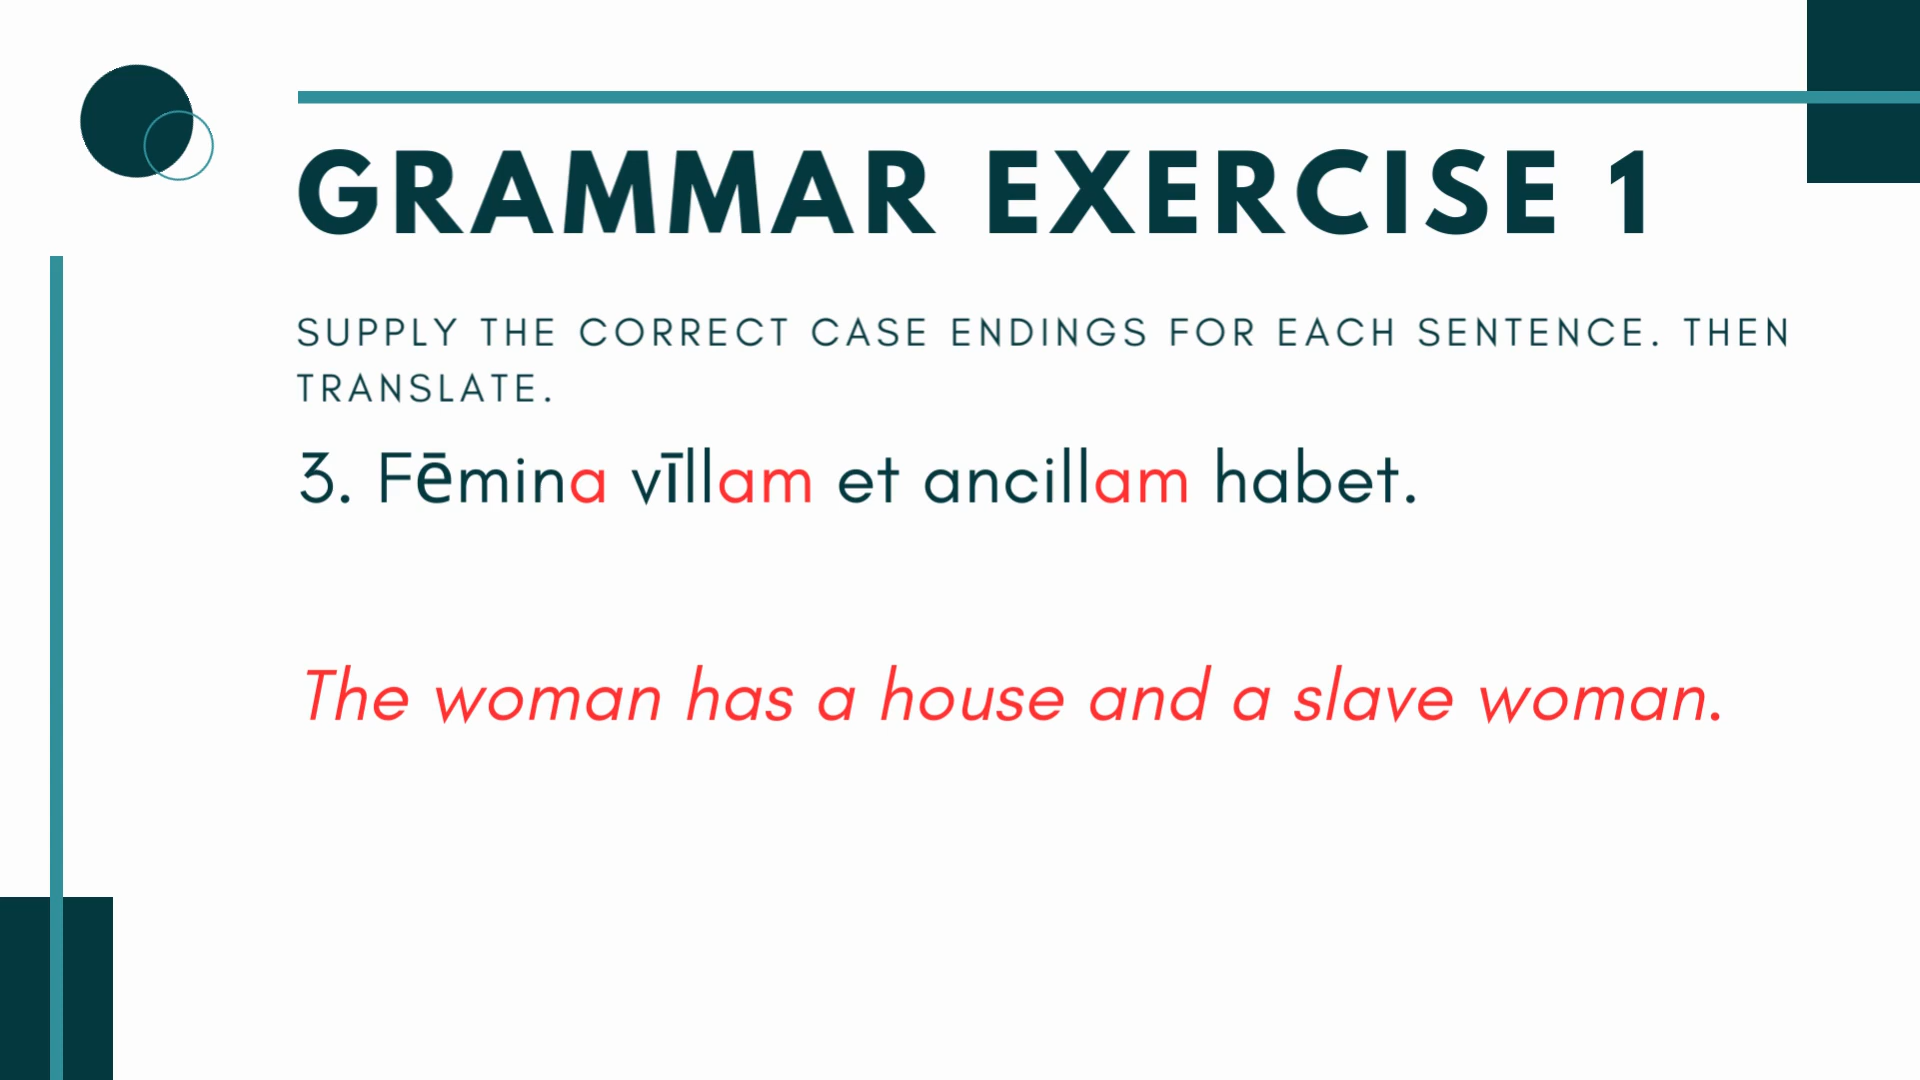 GRAMMAR EXERCISE 1
SUPPLY THE CORRECT CASE ENDINGS FOR EACH SENTENCE. THEN
TRANSLATE.
3. Fēmina vīllam et ancillam habet.
The woman has a house and a slave woman.